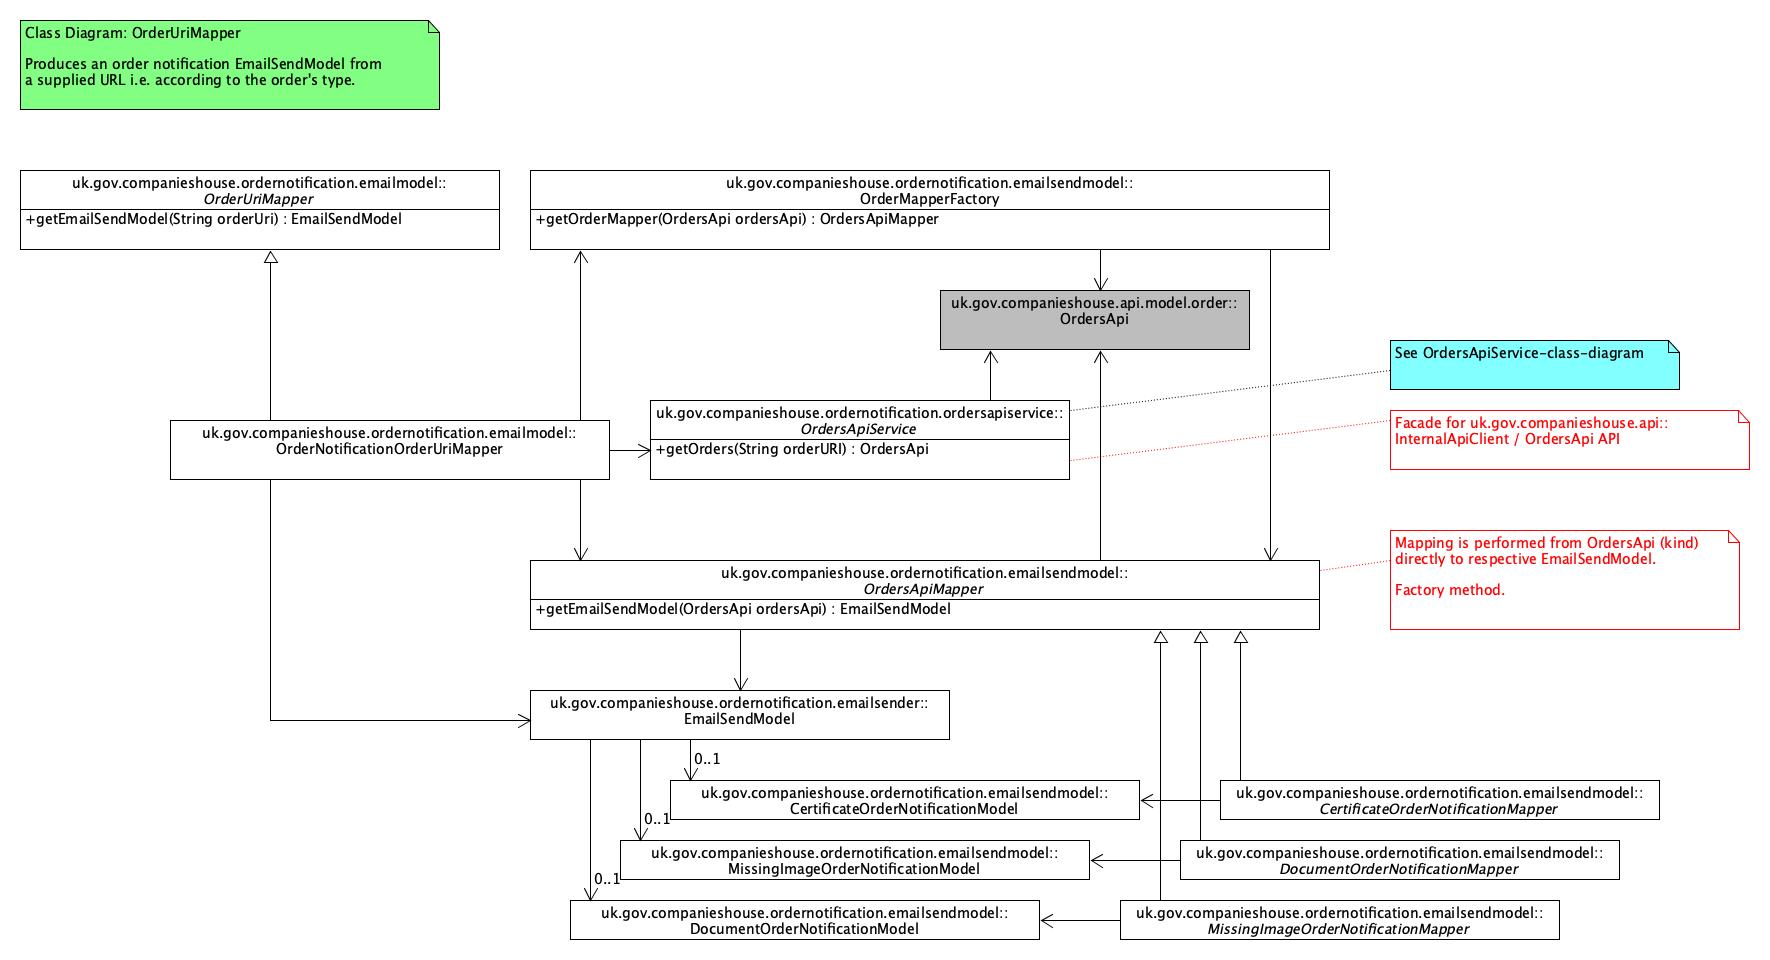 Class Diagram: OrderUriMapper
Produces an order notification EmailSendModel from
a supplied URL i.e. according to the order's type.
uk.gov.companieshouse.ordernotification.emailmodel::
OrderUriMapper
+getEmailSendModel(String orderUri) : EmailSendModel
uk.gov.companieshouse.ordernotification.emailsendmodel::
OrderMapperFactory
+getOrderMapper(OrdersApi ordersApi) : OrdersApiMapper
uk.gov.companieshouse.api.model.order::
OrdersApi
See OrdersApiService-class-diagram
uk.gov.companieshouse.ordernotification.emailmodel::
OrderNotificationOrderUriMapper
uk.gov.companieshouse.ordernotification.ordersapiservice::
OrdersApiService
+getOrders(String orderURI) : OrdersApi
Facade for uk.gov.companieshouse.api::
InternalApiClient / OrdersApi API
Mapping is performed from OrdersApi (kind)
directly to respective EmailSendModel.
Factory method.
uk.gov.companieshouse.ordernotification.emailsendmodel::
OrdersApiMapper
+getEmailSendModel(OrdersApi ordersApi) : EmailSendModel
uk.gov.companieshouse.ordernotification.emailsender::
EmailSendModel
0..1
uk.gov.companieshouse.ordernotification.emailsendmodel::
CertificateOrderNotificationModel
uk.gov.companieshouse.ordernotification.emailsendmodel::
CertificateOrderNotificationMapper
0..1
uk.gov.companieshouse.ordernotification.emailsendmodel::
MissingImageOrderNotificationModel
uk.gov.companieshouse.ordernotification.emailsendmodel::
DocumentOrderNotificationMapper
0..1
uk.gov.companieshouse.ordernotification.emailsendmodel::
DocumentOrderNotificationModel
uk.gov.companieshouse.ordernotification.emailsendmodel::
MissingImageOrderNotificationMapper